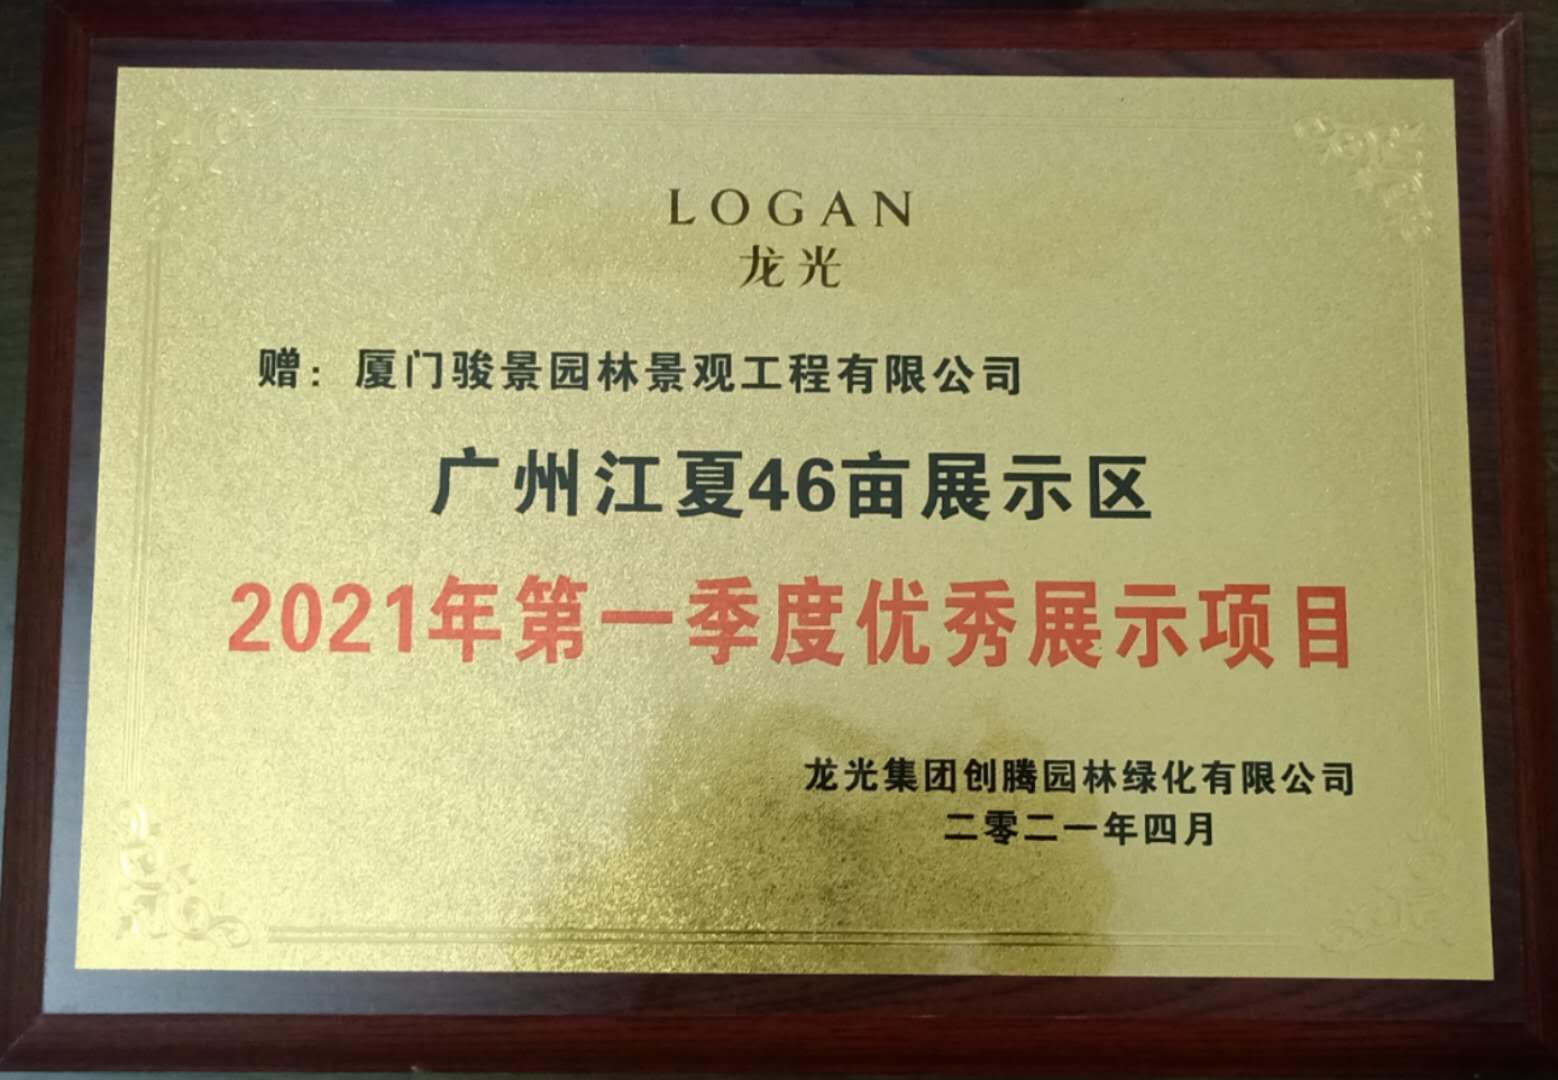 LOGAN
龙光
赠：厦门骏景园林景观工程有限公司
广州江夏46亩展示区
2021年第一季度优秀展示项目
龙光集团创腾园林绿化有限公司
二零二一年四月